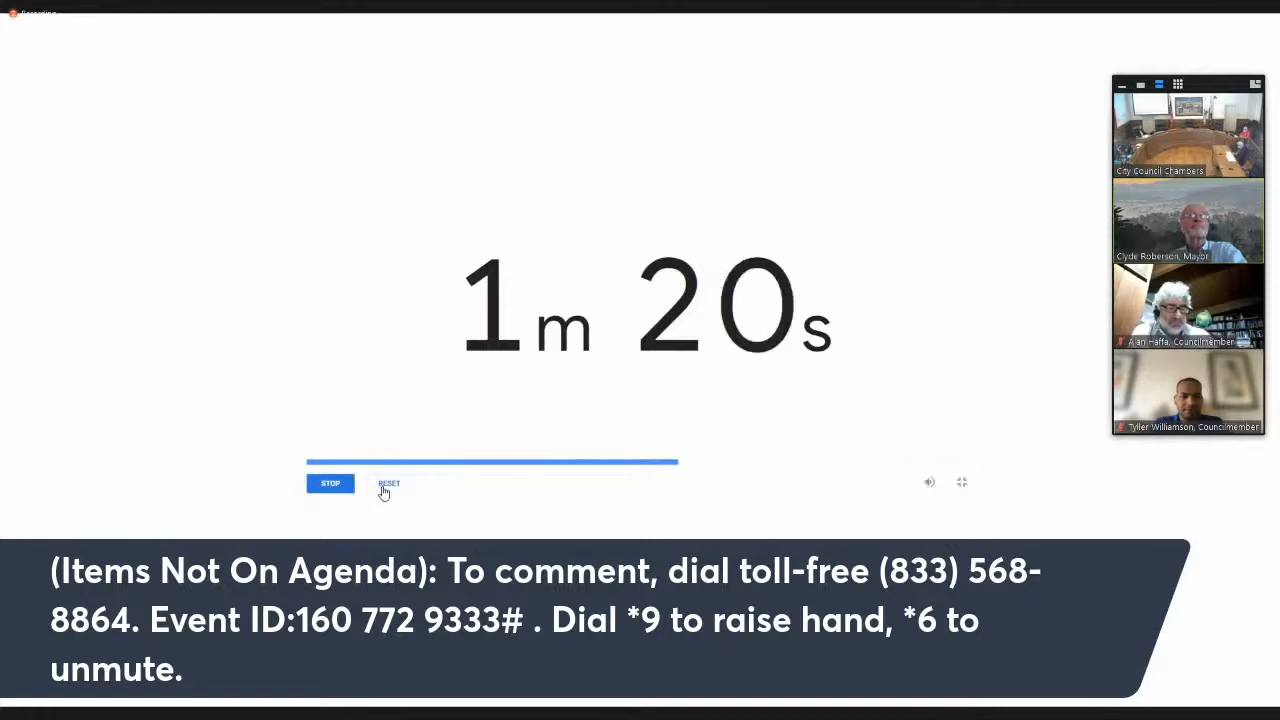 Recording
City Council Chambers
Clyde Roberson, Mayor
1m 20s
Alan Haffa, Councilmember
Tyller Williamson, Councilmember
STOP
RESET
(Items Not On Agenda): To comment, dial toll-free (833) 568-
8864. Event ID:160 772 9333# . Dial *9 to raise hand, *6 to
unmute.